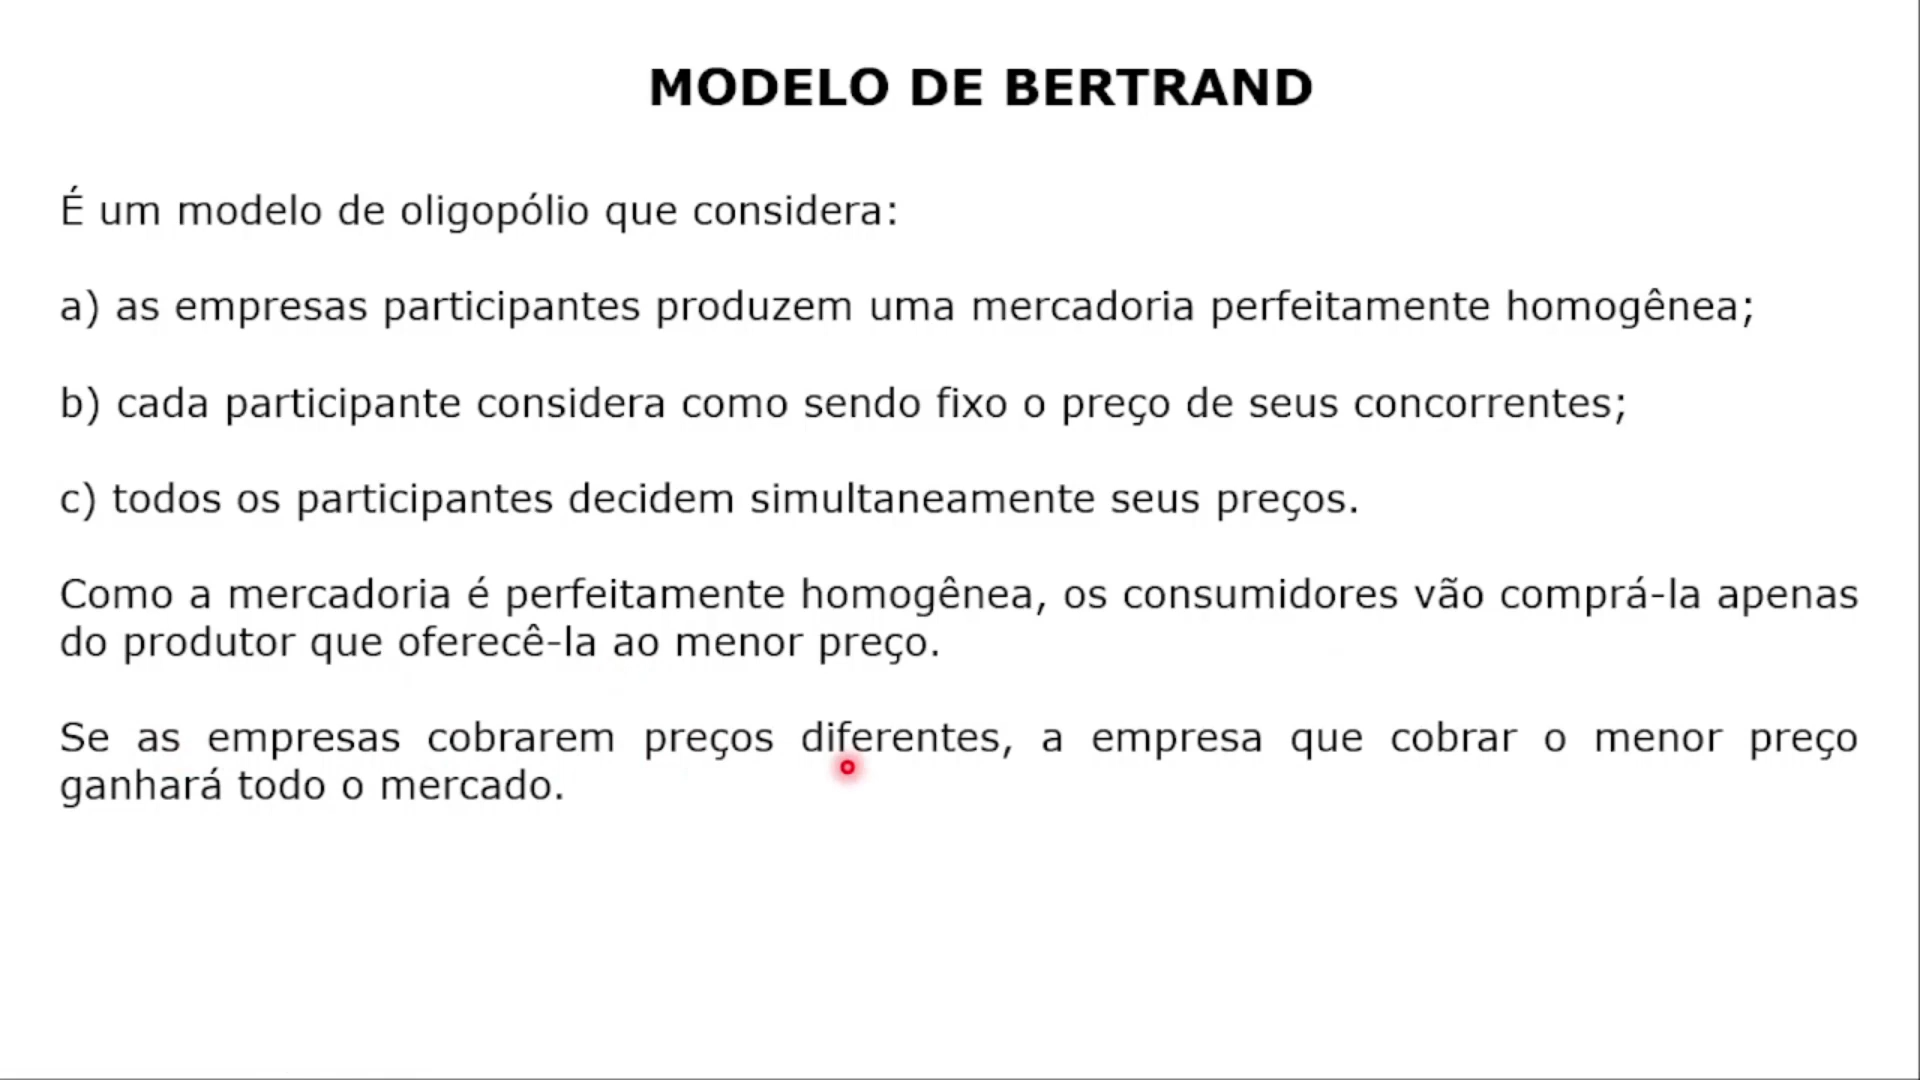 MODELO DE BERTRAND
É um modelo de oligopólio que considera:
a) as empresas participantes produzem uma mercadoria perfeitamente homogênea;
b) cada participante considera como sendo fixo o preço de seus concorrentes;
c) todos os participantes decidem simultaneamente seus preços.
Como a mercadoria é perfeitamente homogênea, os consumidores vão comprá-la apenas
do produtor que oferecê-la ao menor preço.
Se as empresas cobrarem preços diferentes, a empresa que cobrar o menor preço
ganhará todo o mercado.